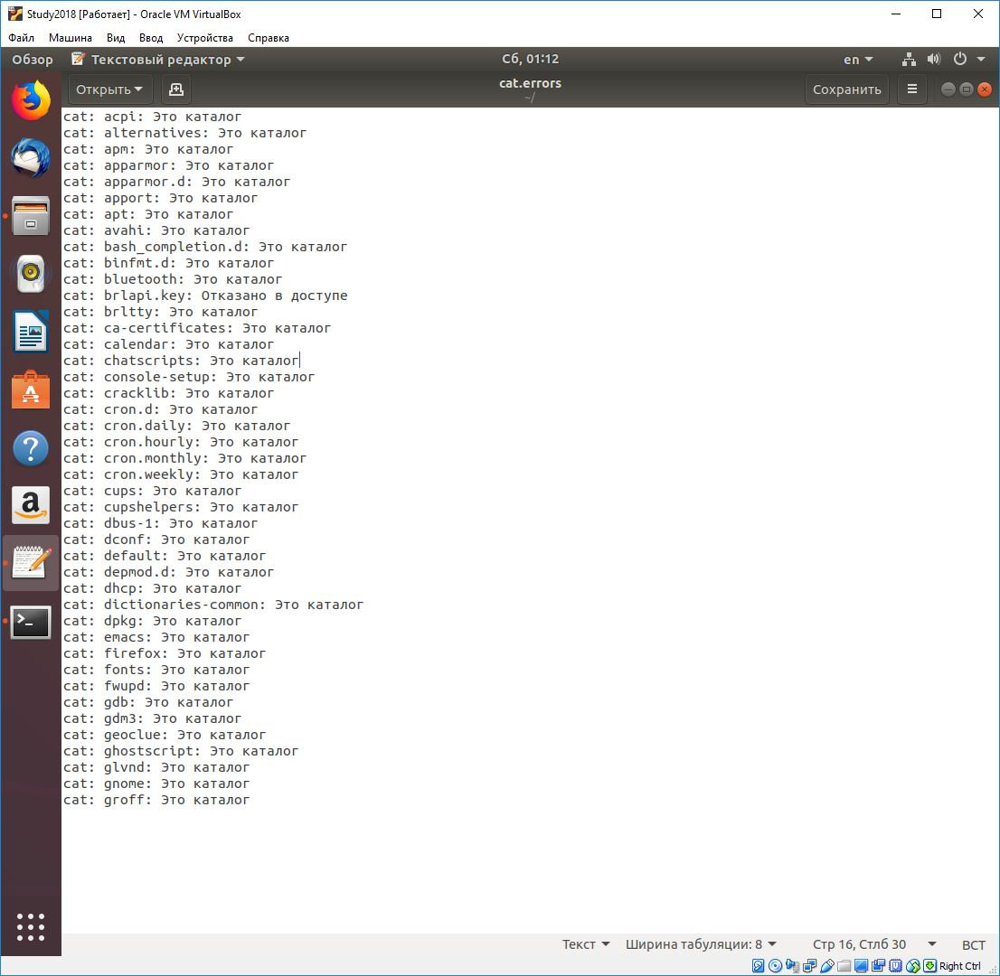 Study2018 [Работает] - Oracle VM VirtualBox
Файл Машина Вид Ввод Устройства Справка
Обзор Текстовый редактор Сб, 01:12 en
Открыть cat.errors Сохранить
~/
cat: acpi: Это каталог
cat: alternatives: Это каталог
cat: apm: Это каталог
cat: apparmor: Это каталог
cat: apparmor.d: Это каталог
cat: apport: Это каталог
cat: apt: Это каталог
cat: avahi: Это каталог
cat: bash_completion.d: Это каталог
cat: binfmt.d: Это каталог
cat: bluetooth: Это каталог
cat: brlapi.key: Отказано в доступе
cat: brltty: Это каталог
cat: ca-certificates: Это каталог
cat: calendar: Это каталог
cat: chatscripts: Это каталог
cat: console-setup: Это каталог
cat: cracklib: Это каталог
cat: cron.d: Это каталог
cat: cron.daily: Это каталог
cat: cron.hourly: Это каталог
cat: cron.monthly: Это каталог
cat: cron.weekly: Это каталог
cat: cups: Это каталог
cat: cupshelpers: Это каталог
cat: dbus-1: Это каталог
cat: dconf: Это каталог
cat: default: Это каталог
cat: depmod.d: Это каталог
cat: dhcp: Это каталог
cat: dictionaries-common: Это каталог
cat: dpkg: Это каталог
cat: emacs: Это каталог
cat: firefox: Это каталог
cat: fonts: Это каталог
cat: fwupd: Это каталог
cat: gdb: Это каталог
cat: gdm3: Это каталог
cat: geoclue: Это каталог
cat: ghostscript: Это каталог
cat: glvnd: Это каталог
cat: gnome: Это каталог
cat: groff: Это каталог
Текст Ширина табуляции: 8 Стр 16, Стлб 30 ВСТ
Right Ctrl